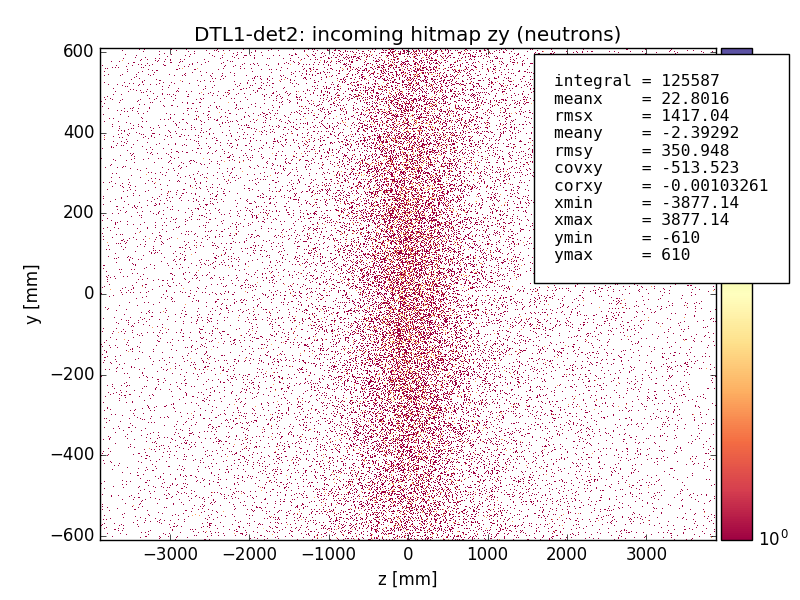 DTL1-det2: incoming hitmap zy (neutrons)
integral = 125587
meanx = 22.8016
rmsx = 1417.04
meany = -2.39292
rmsy = 350.948
covxy = -513.523
corxy = -0.00103261
xmin = -3877.14
xmax = 3877.14
ymin = -610
ymax = 610
y [mm]
600
400
200
0
−200
−400
−600
−3000 −2000 −1000 0 1000 2000 3000
z [mm]
10⁰